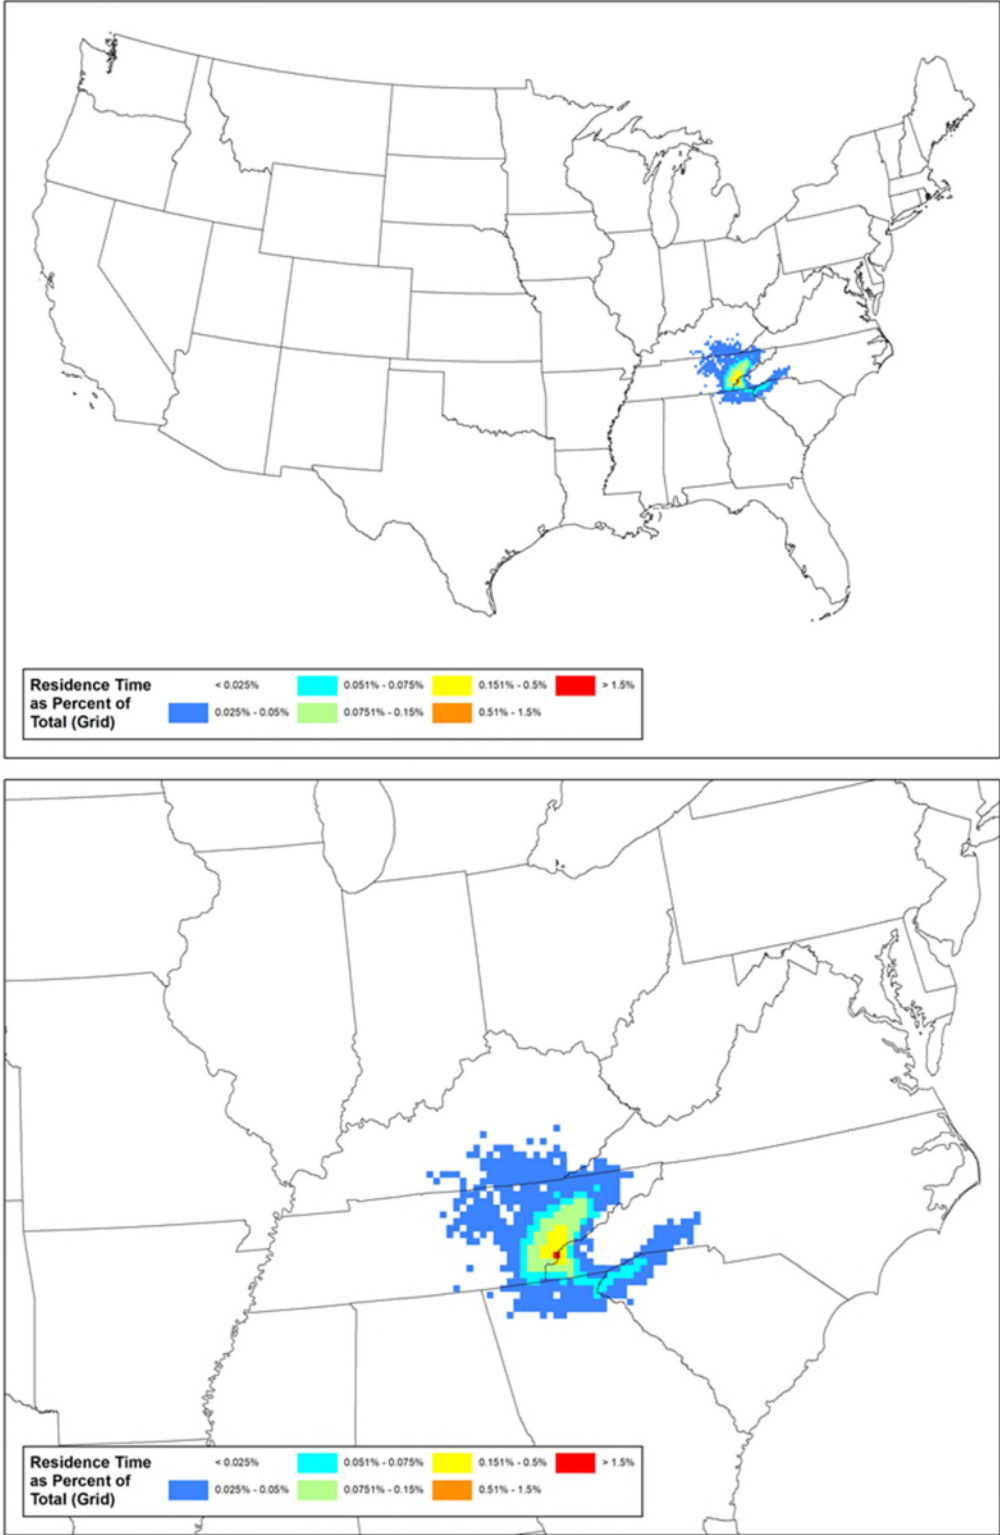 Residence Time
as Percent of
Total (Grid)
< 0.025%
0.051% - 0.075%
0.151% - 0.5%
> 1.5%
0.025% - 0.05%
0.0751% - 0.15%
0.51% - 1.5%
Residence Time
as Percent of
Total (Grid)
< 0.025%
0.051% - 0.075%
0.151% - 0.5%
> 1.5%
0.025% - 0.05%
0.0751% - 0.15%
0.51% - 1.5%